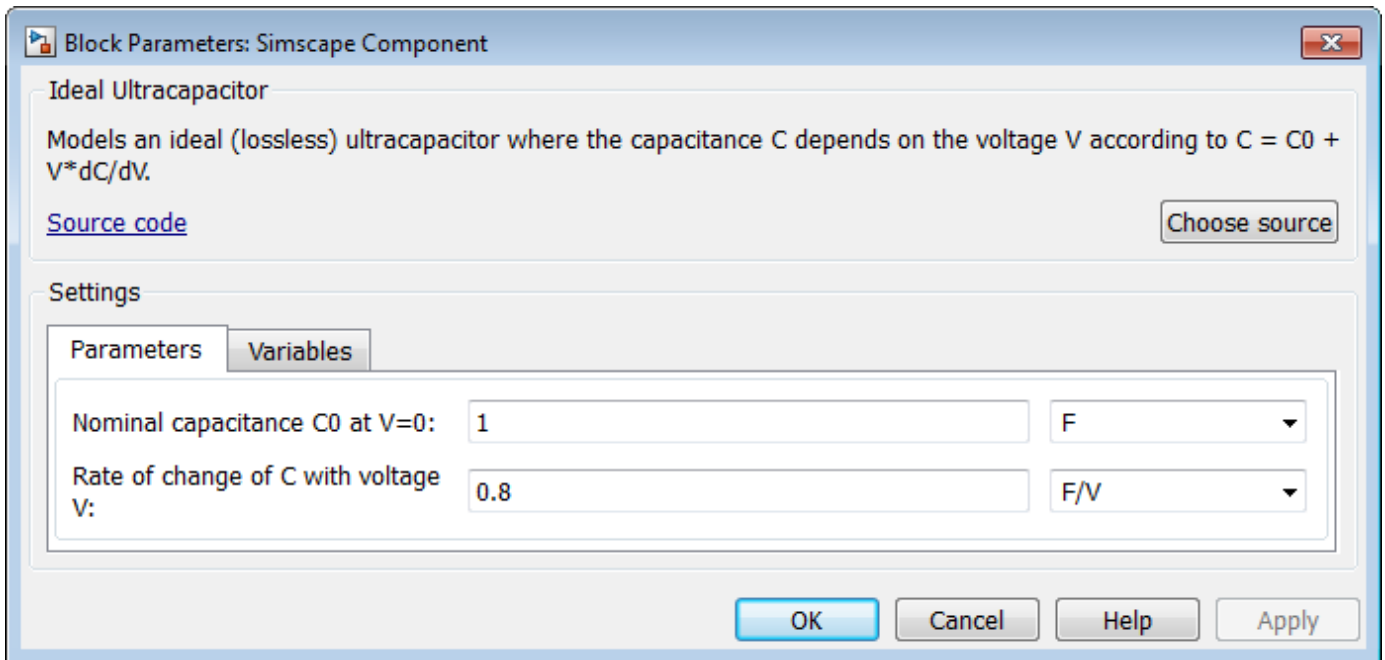 Block Parameters: Simscape Component
Ideal Ultracapacitor
Models an ideal (lossless) ultracapacitor where the capacitance C depends on the voltage V according to C = C0 +
V*dC/dV.
Source code
Choose source
Settings
Parameters
Variables
Nominal capacitance C0 at V=0:
1
F
Rate of change of C with voltage
V:
0.8
F/V
OK
Cancel
Help
Apply